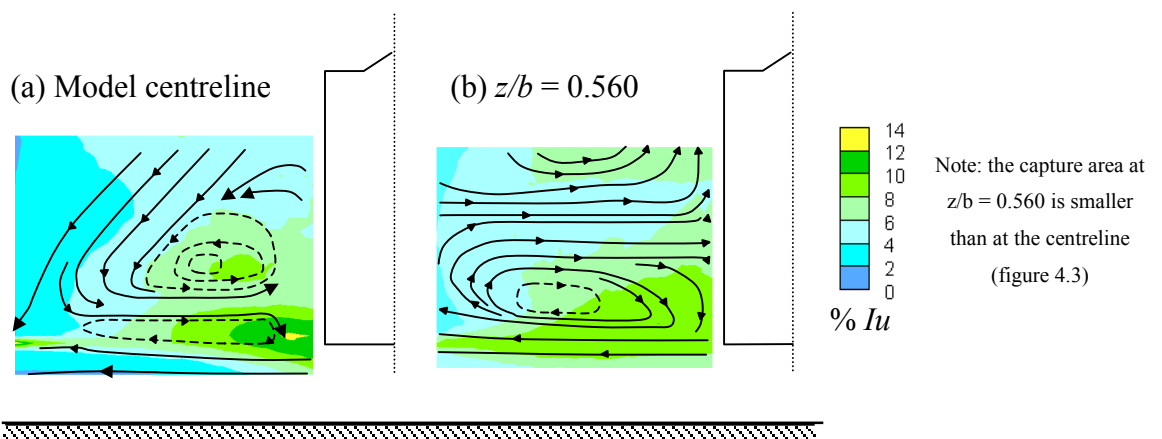 (a) Model centreline
(b) z/b = 0.560
14
12
10
8
6
4
2
0
% Iu
Note: the capture area at
z/b = 0.560 is smaller
than at the centreline
(figure 4.3)